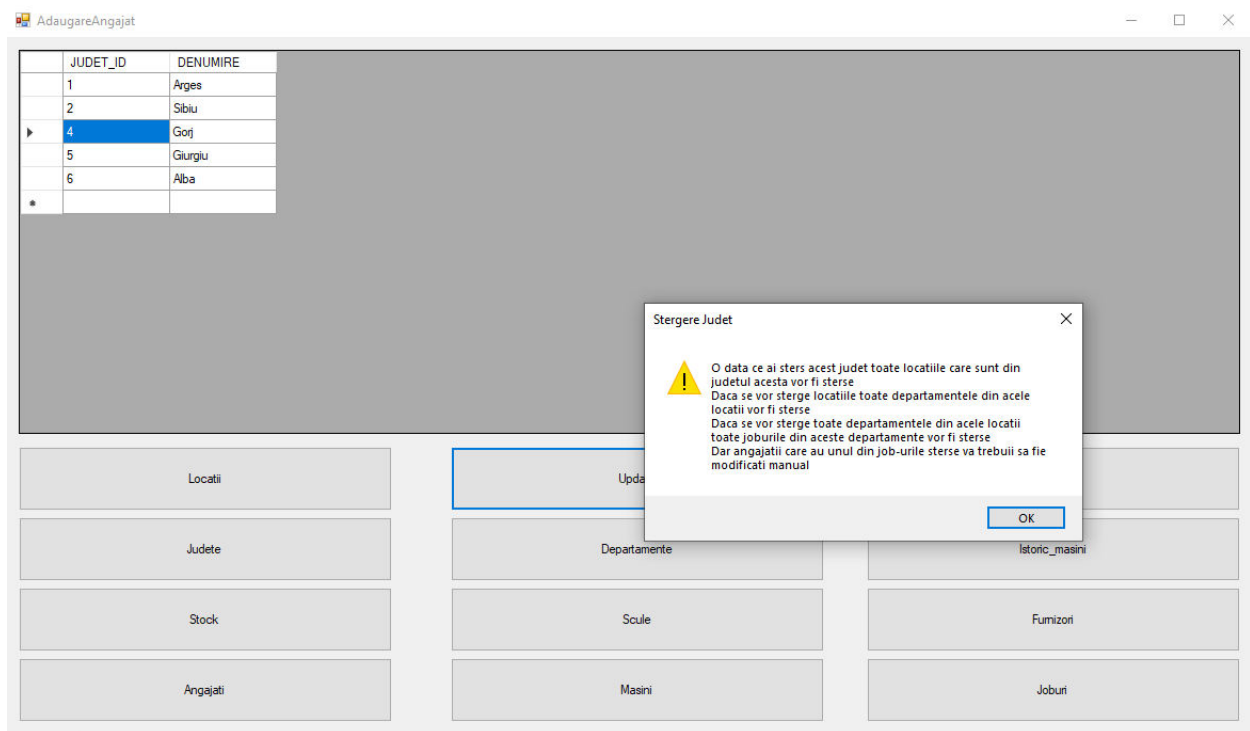 AdaugareAngajat
JUDET_ID DENUMIRE
1 Arges
2 Sibiu
4 Gorj
5 Giurgiu
6 Alba
Stergere Judet
O data ce ai sters acest judet toate locatiile care sunt din
judetul acesta vor fi sterse
Daca se vor sterge locatiile toate departamentele din acele
locatii vor fi sterse
Daca se vor sterge toate departamentele din acele locatii
toate joburile din aceste departamente vor fi sterse
Dar angajatii care au unul din job-urile sterse va trebuii sa fie
modificati manual
OK
Locatii Upda
Judete Departamente Istoric_masini
Stock Scule Furnizori
Angajati Masini Joburi